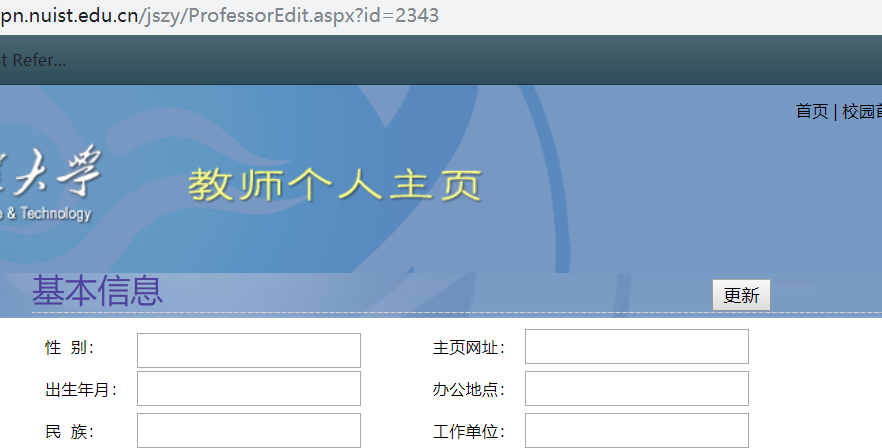 pn.nuist.edu.cn/jszy/ProfessorEdit.aspx?id=2343
t Refer...
首页 | 校园
大学
教师个人主页
e & Technology
基本信息
更新
性 别： 主页网址：
出生年月： 办公地点：
民 族： 工作单位：